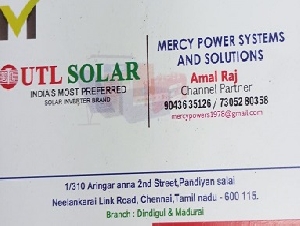 MERCY POWER SYSTEMS
AND SOLUTIONS
UTL SOLAR
INDIA'S MOST PREFERRED
SOLAR INVERTER BRAND
Amal Raj
Channel Partner
90436 35126 / 73052 80358
mercypowers1978@gmail.com
1/310 Aringar anna 2nd Street,Pandiyan salai
Neelankarai Link Road, Chennai,Tamil nadu - 600 115.
Branch : Dindigul & Madurai